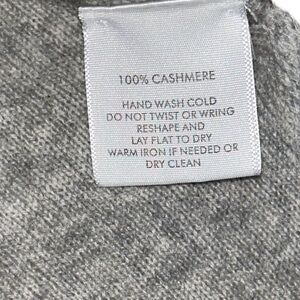 100% CASHMERE
HAND WASH COLD
DO NOT TWIST OR WRING
RESHAPE AND
LAY FLAT TO DRY
WARM IRON IF NEEDED OR
DRY CLEAN